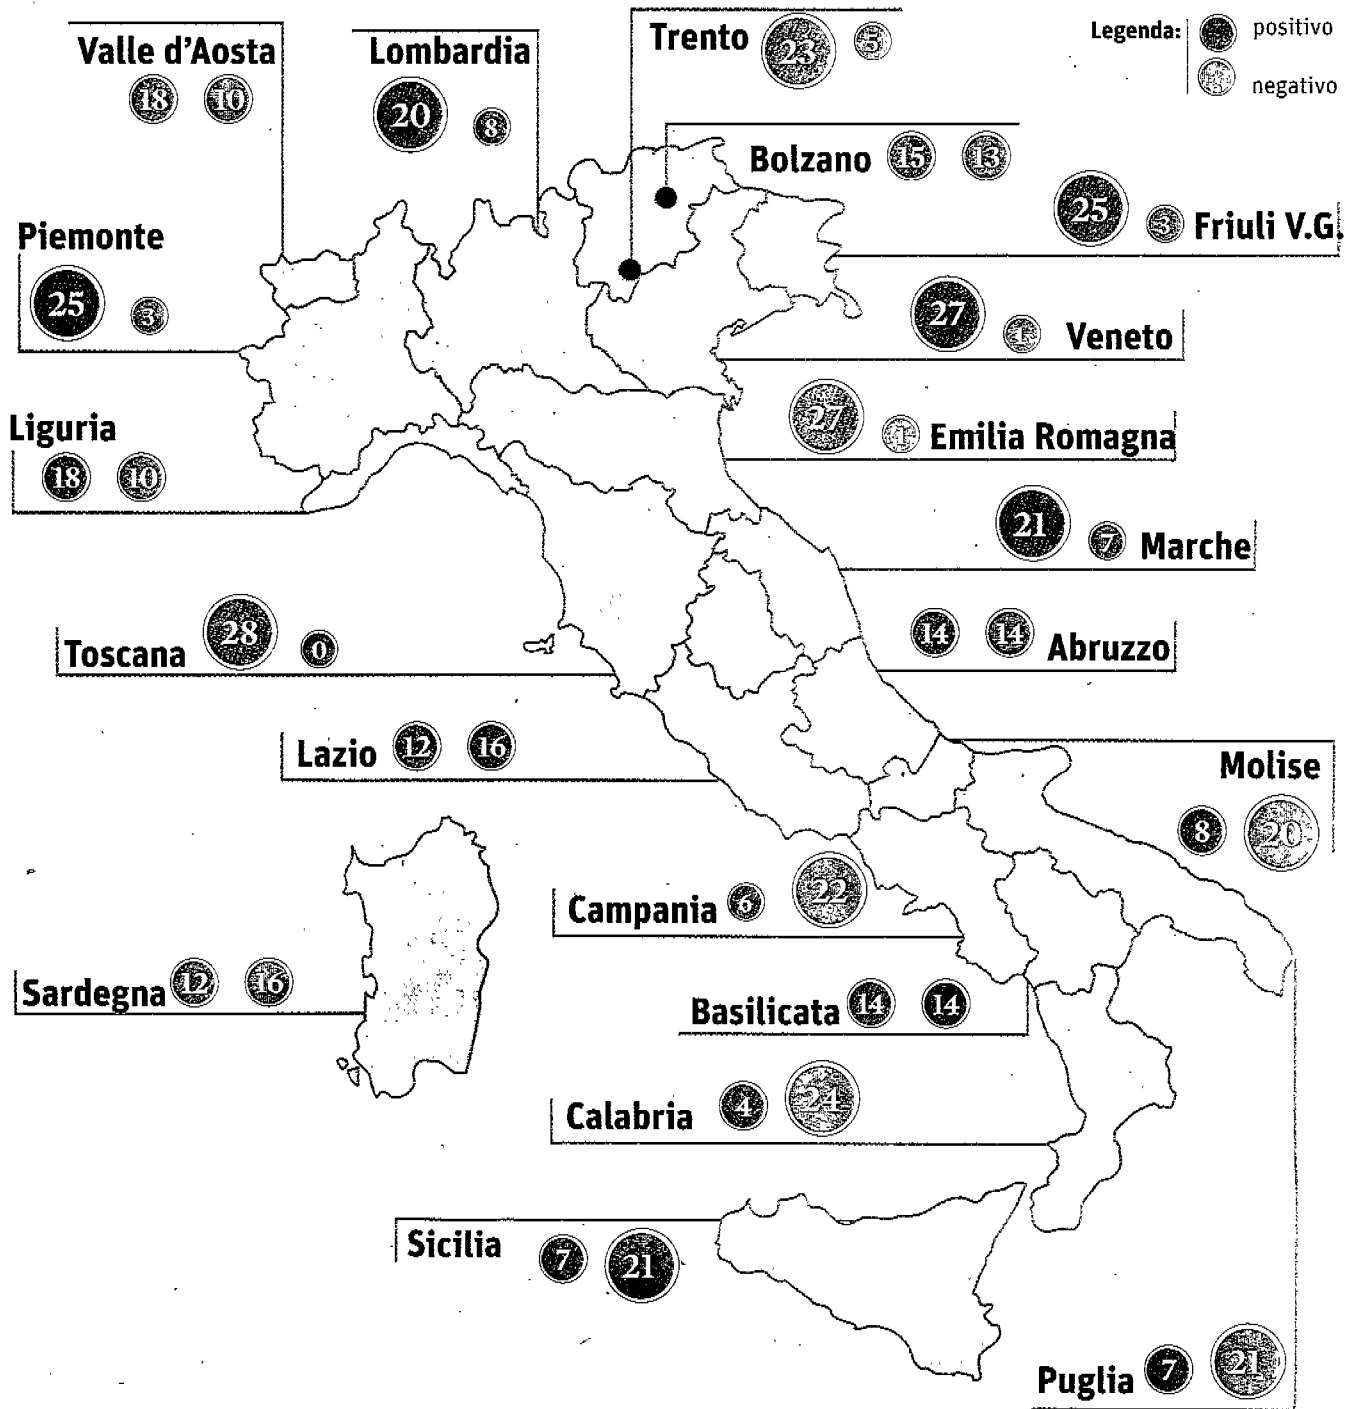 Valle d'Aosta
18 10
Lombardia
20 8
Trento 23 5
Legenda: positivo
negativo
Bolzano 15 13
25 3 Friuli V.G.
Piemonte
25 3
27 1 Veneto
27 1 Emilia Romagna
Liguria
18 10
21 7 Marche
Toscana 28 0
14 14 Abruzzo
Lazio 12 16
Molise
8 20
Campania 6 22
Sardegna 12 16
Basilicata 14 14
Calabria 4 24
Sicilia 7 21
Puglia 7 21